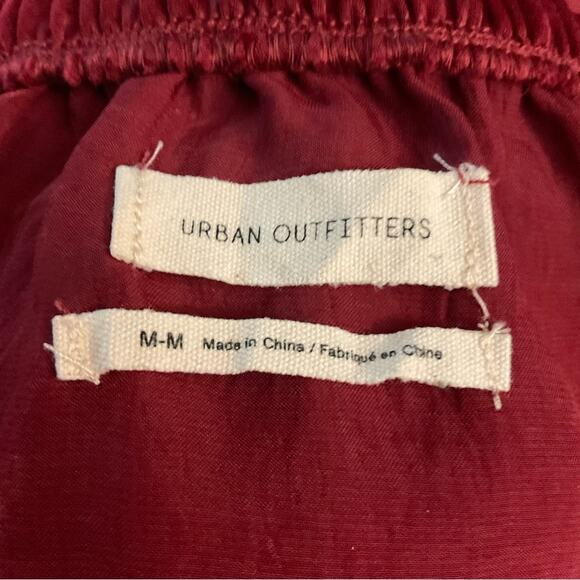 URBAN OUTFITTERS
M-M Made in China / Fabriqué en Chine